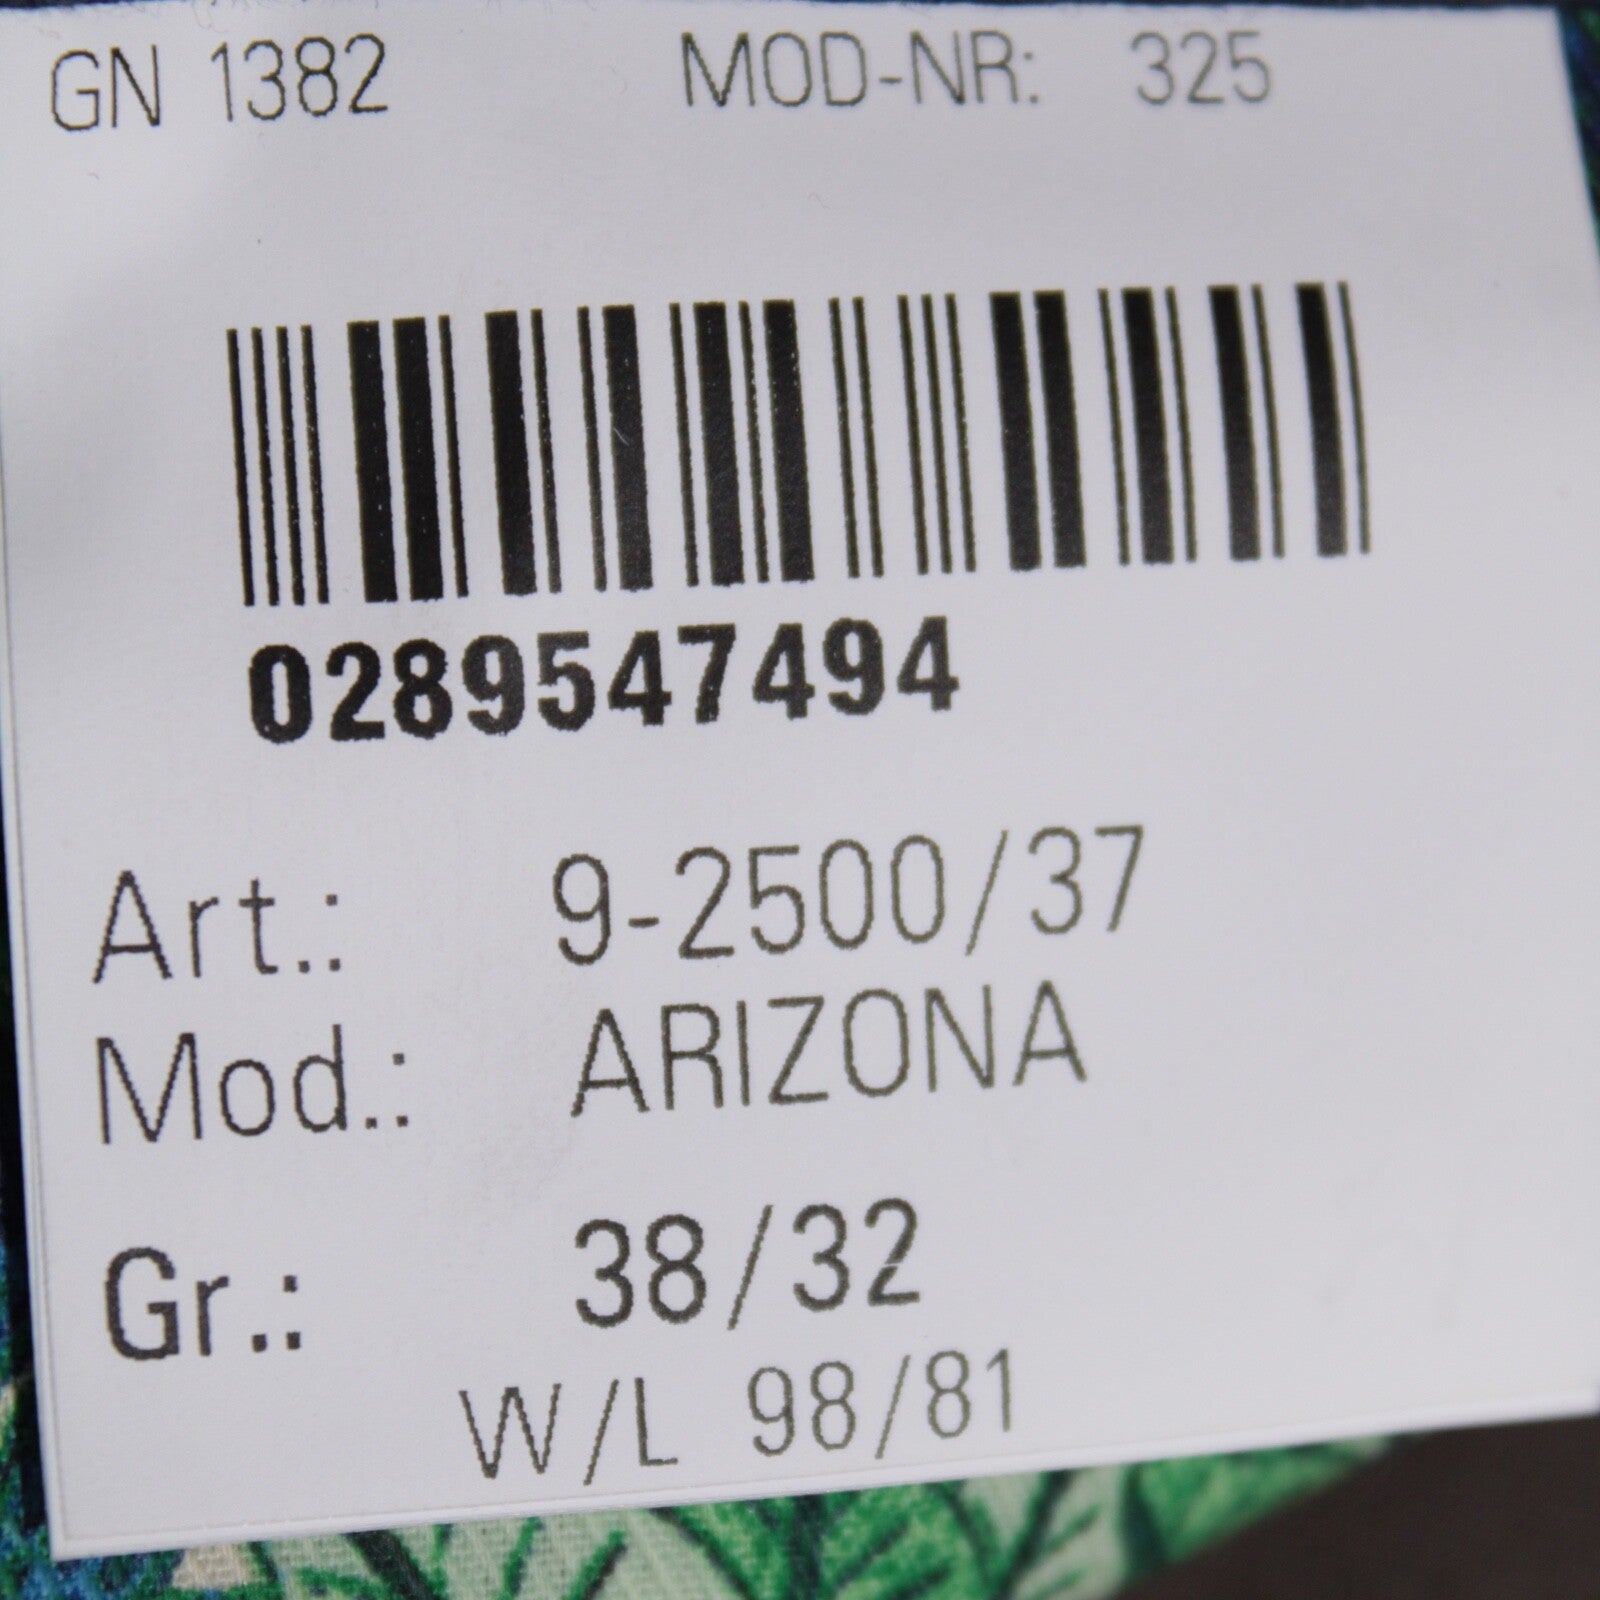 GN 1382 MOD-NR: 325
0289547494
Art.: 9-2500/37
Mod.: ARIZONA
Gr.: 38/32
W/L 98/81